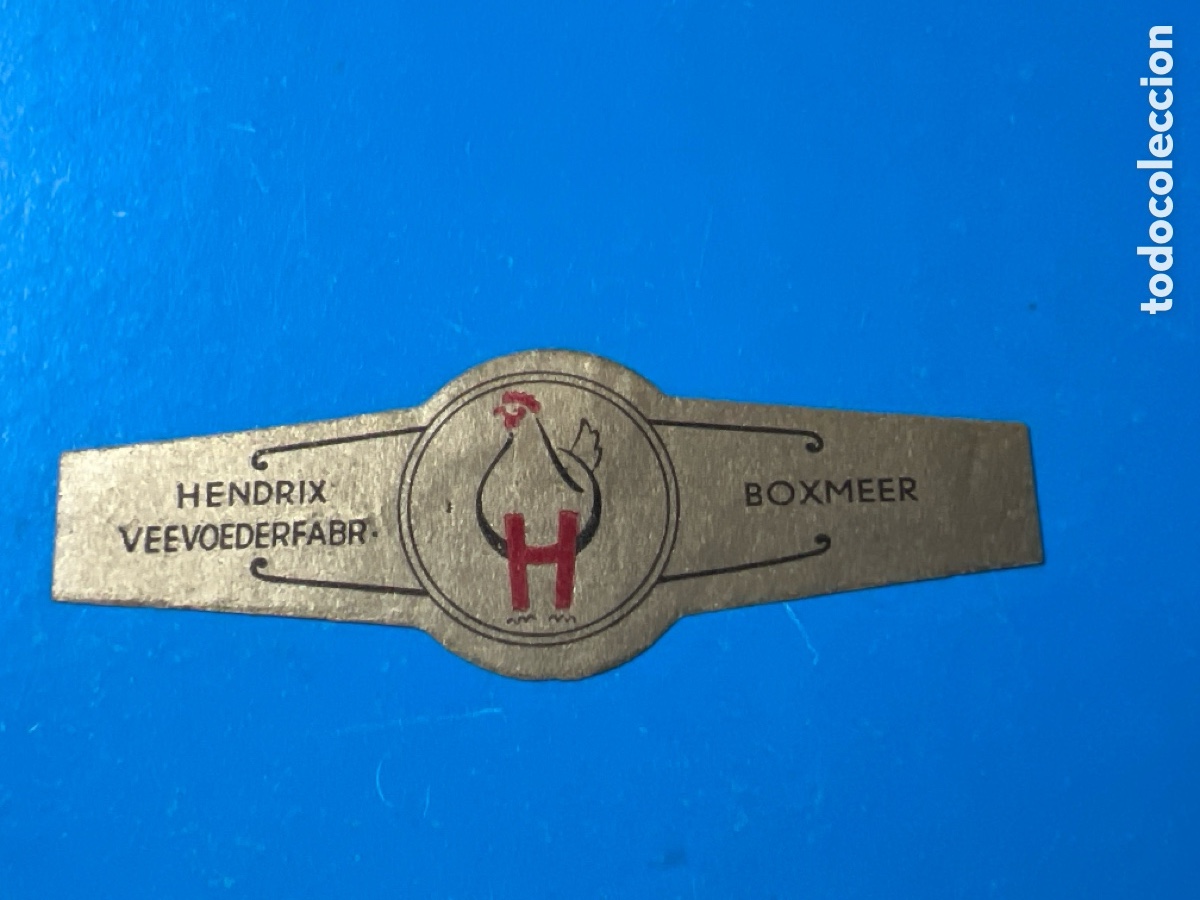 HENDRIX
VEEVOEDERFABR.
H
BOXMEER
todocoleccion